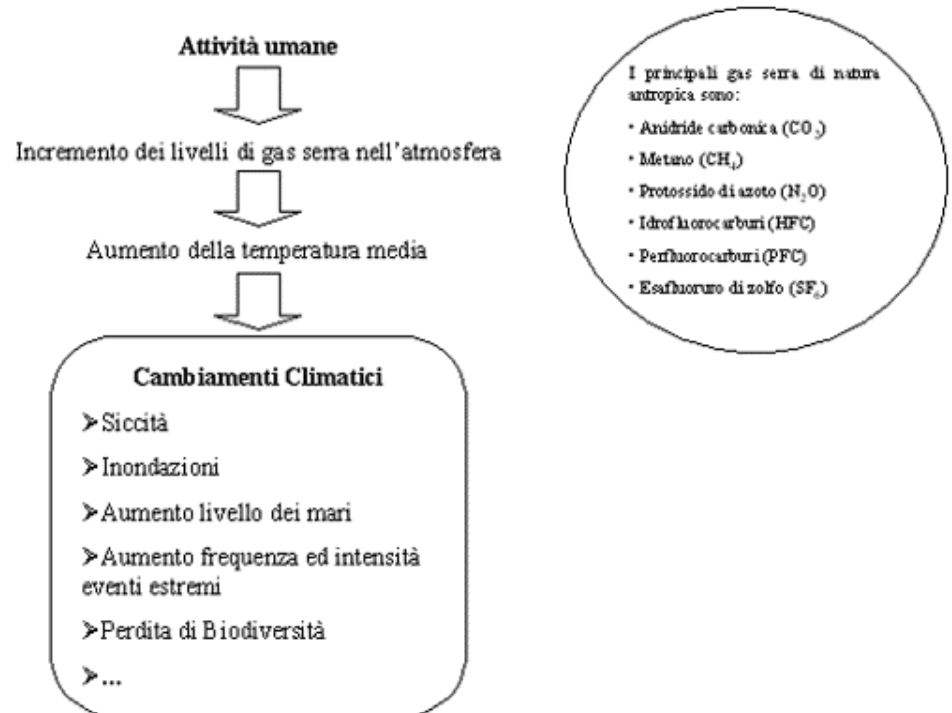 Attività umane
Incremento dei livelli di gas serra nell'atmosfera
Aumento della temperatura media
Cambiamenti Climatici
➢Siccità
➢Inondazioni
➢Aumento livello dei mari
➢Aumento frequenza ed intensità
eventi estremi
➢Perdita di Biodiversità
➢...
I principali gas serra di natura
antropica sono:
• Anidride carbonica (CO₂)
• Metano (CH₄)
• Protossido di azoto (N₂O)
• Idrofluorocarburi (HFC)
• Perfluorocarburi (PFC)
• Esafluoruro di zolfo (SF₆)